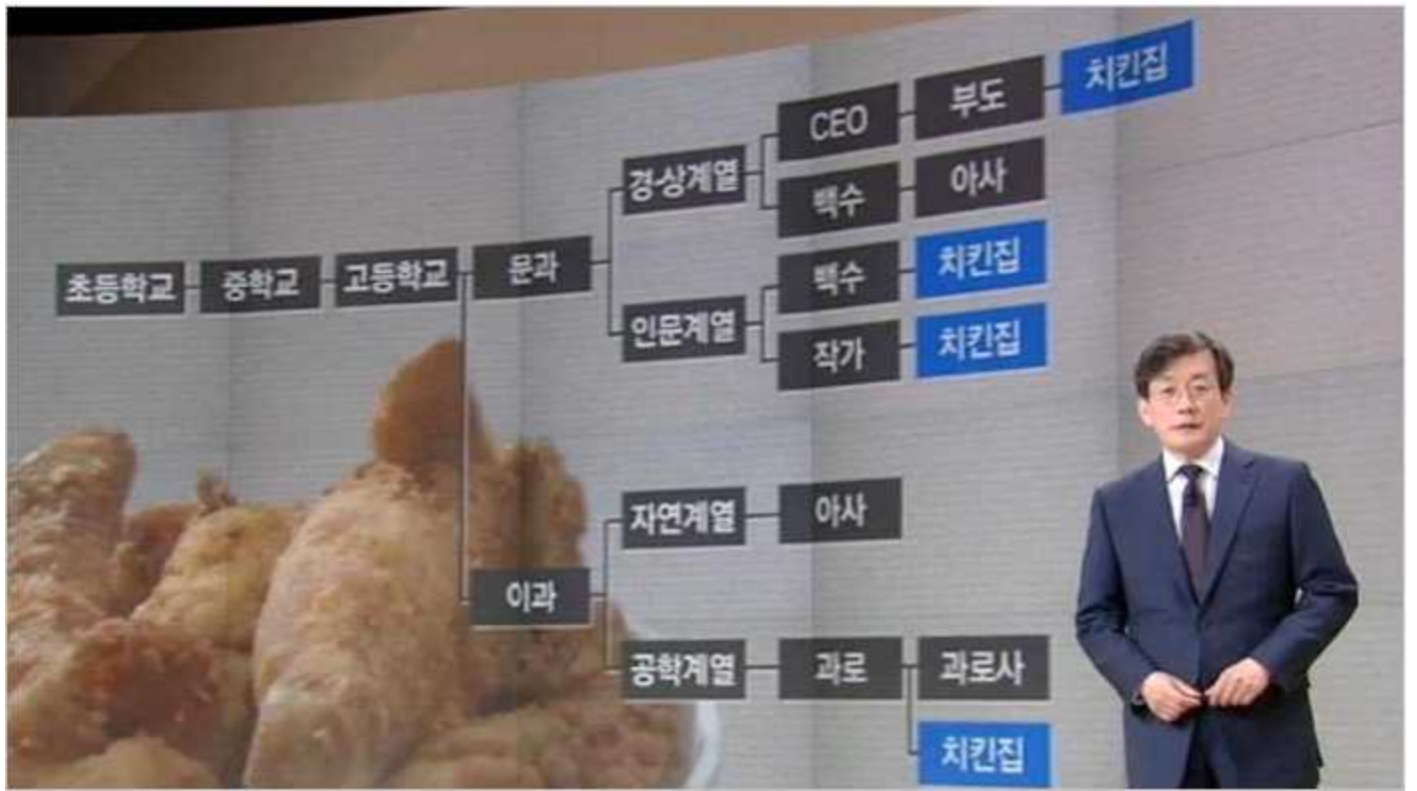 초등학교
중학교
고등학교
문과
경·상계열
CEO
부도
치킨집
백수
아사
인문계열
백수
치킨집
작가
치킨집
이과
자연계열
아사
공학계열
과로
과로사
치킨집